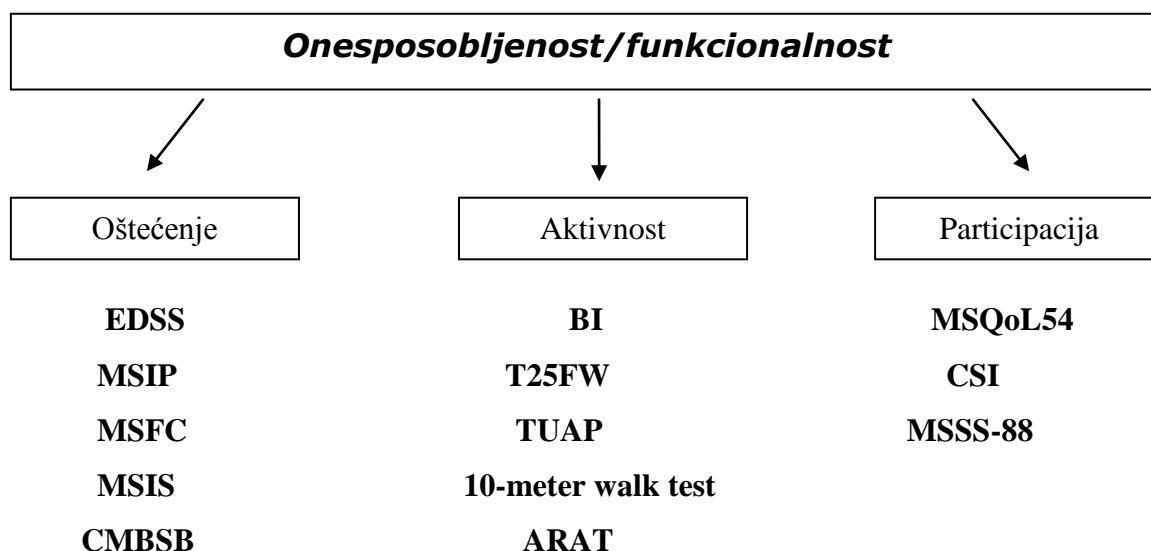 Onesposobljenost/funkcionalnost
Oštećenje Aktivnost Participacija
EDSS BI MSQoL54
MSIP T25FW CSI
MSFC TUAP MSSS-88
MSIS 10-meter walk test
CMBSB ARAT